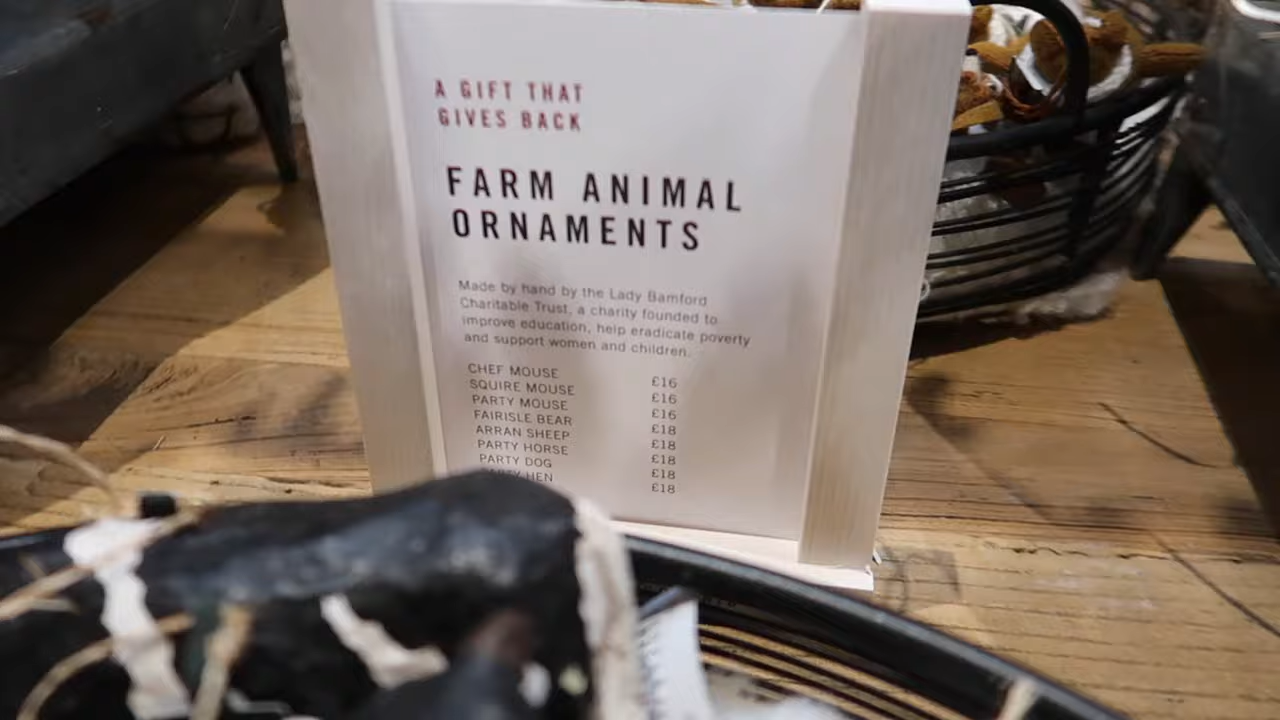 A GIFT THAT
GIVES BACK
FARM ANIMAL
ORNAMENTS
Made by hand by the Lady Bamford
Charitable Trust, a charity founded to
improve education, help eradicate poverty
and support women and children.
CHEF MOUSE £16
SQUIRE MOUSE £16
PARTY MOUSE £16
FAIRISLE BEAR £18
ARRAN SHEEP £18
PARTY HORSE £18
PARTY DOG £18
PARTY HEN £18